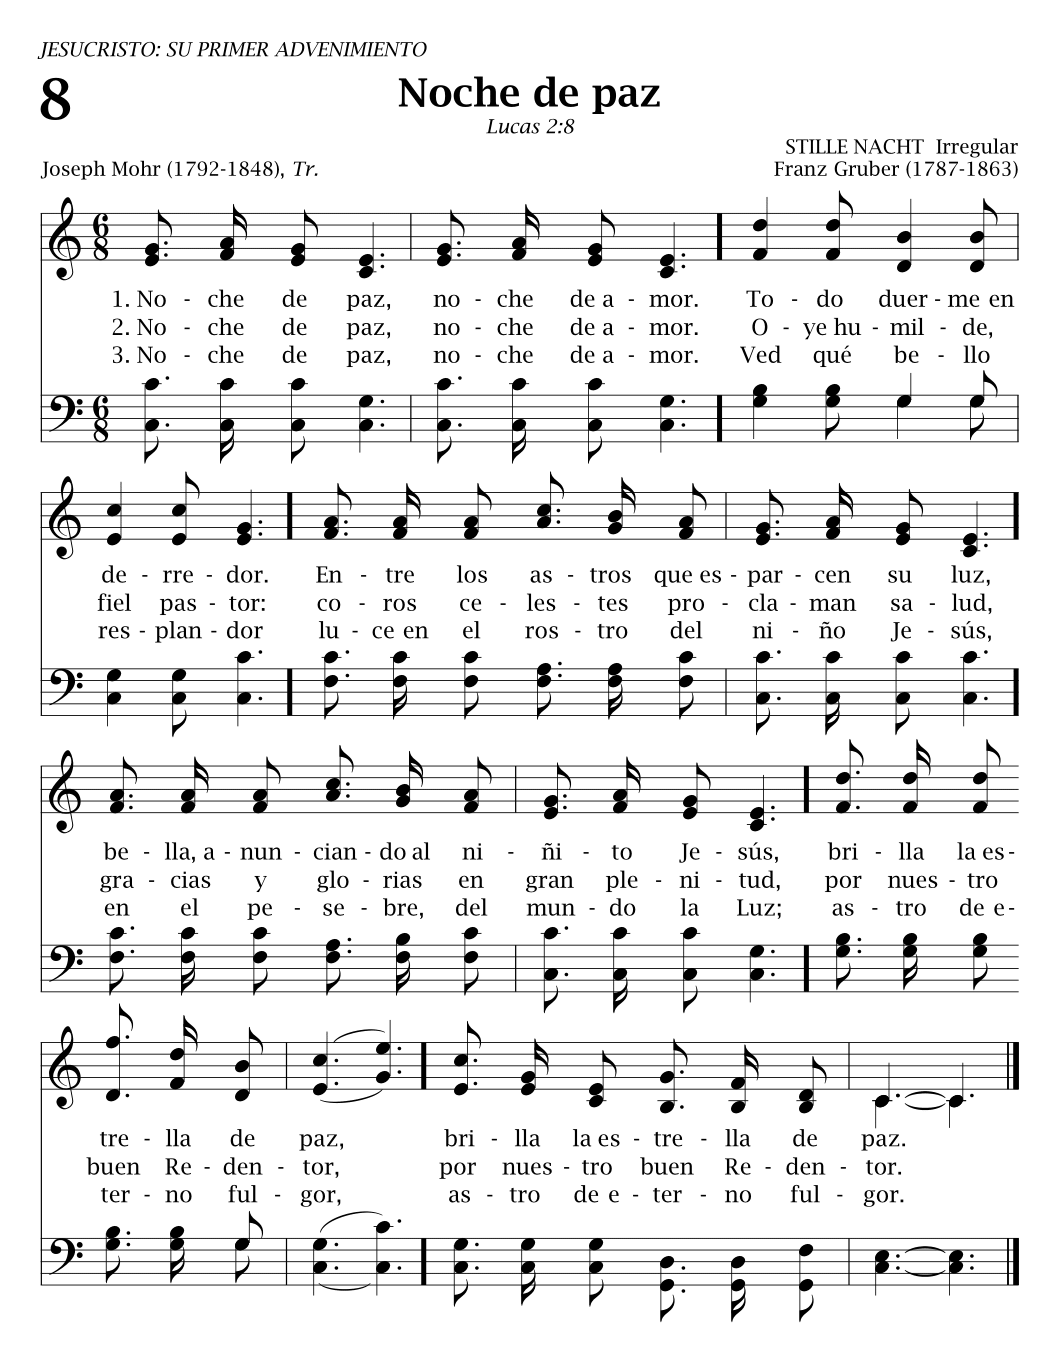 JESUCRISTO: SU PRIMER ADVENIMIENTO
8 Noche de paz
Lucas 2:8
STILLE NACHT Irregular
Joseph Mohr (1792-1848), Tr. Franz Gruber (1787-1863)
6 8
1. No - che de paz, no - che de a - mor. To - do duer - me en
2. No - che de paz, no - che de a - mor. O - ye hu - mil - de,
3. No - che de paz, no - che de a - mor. Ved qué be - llo
6 8
de - rre - dor. En - tre los as - tros que es - par - cen su luz,
fiel pas - tor: co - ros ce - les - tes pro - cla - man sa - lud,
res - plan - dor lu - ce en el ros - tro del ni - ño Je - sús,
be - lla, a - nun - cian - do al ni - ñi - to Je - sús, bri - lla la es -
gra - cias y glo - rias en gran ple - ni - tud, por nues - tro
en el pe - se - bre, del mun - do la Luz; as - tro de e -
tre - lla de paz, bri - lla la es - tre - lla de paz.
buen Re - den - tor, por nues - tro buen Re - den - tor.
ter - no ful - gor, as - tro de e - ter - no ful - gor.